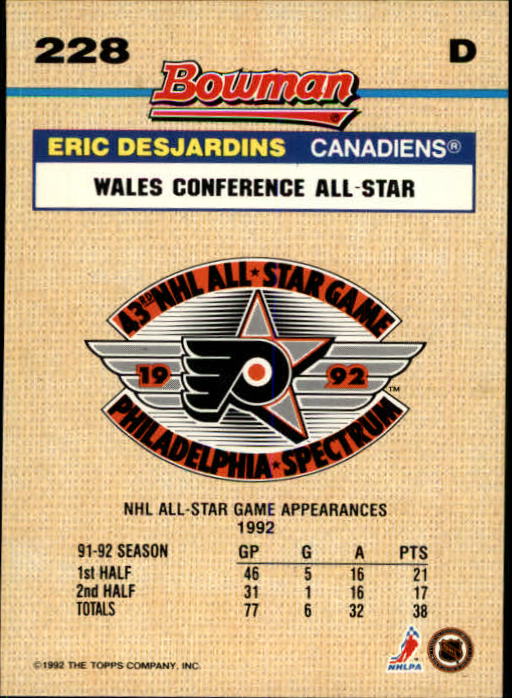 228 D
Bowman®
ERIC DESJARDINS CANADIENS®
WALES CONFERENCE ALL-STAR
43RD NHL ALL★STAR GAME
19 92
PHILADELPHIA★SPECTRUM™
NHL ALL-STAR GAME APPEARANCES
1992
91-92 SEASON GP G A PTS
1st HALF 46 5 16 21
2nd HALF 31 1 16 17
TOTALS 77 6 32 38
©1992 THE TOPPS COMPANY, INC.
NHLPA